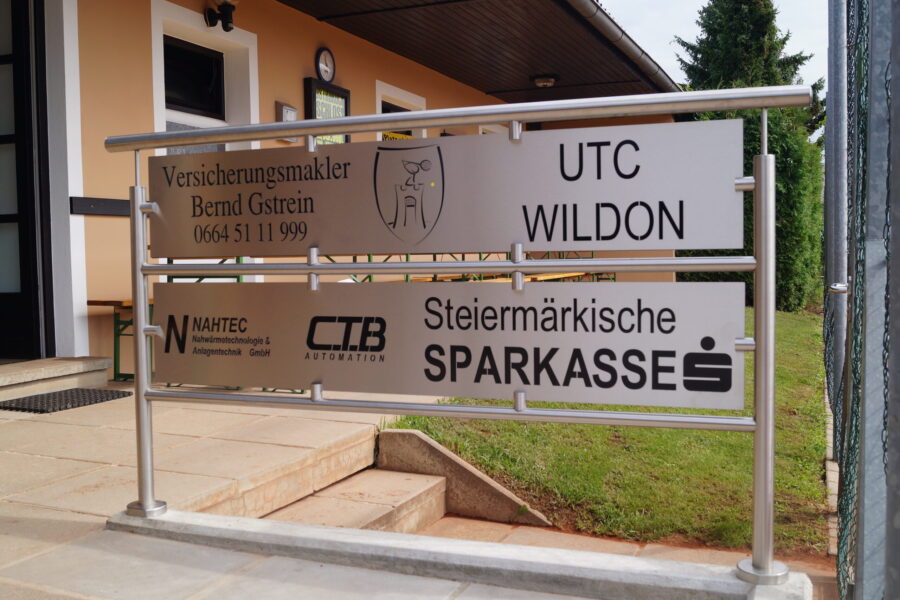 Versicherungsmakler
Bernd Gstrein
0664 51 11 999
UTC
WILDON
N NAHTEC
Nahwärmetechnologie &
Anlagentechnik GmbH
CTB
AUTOMATION
Steiermärkische
SPARKASSE S